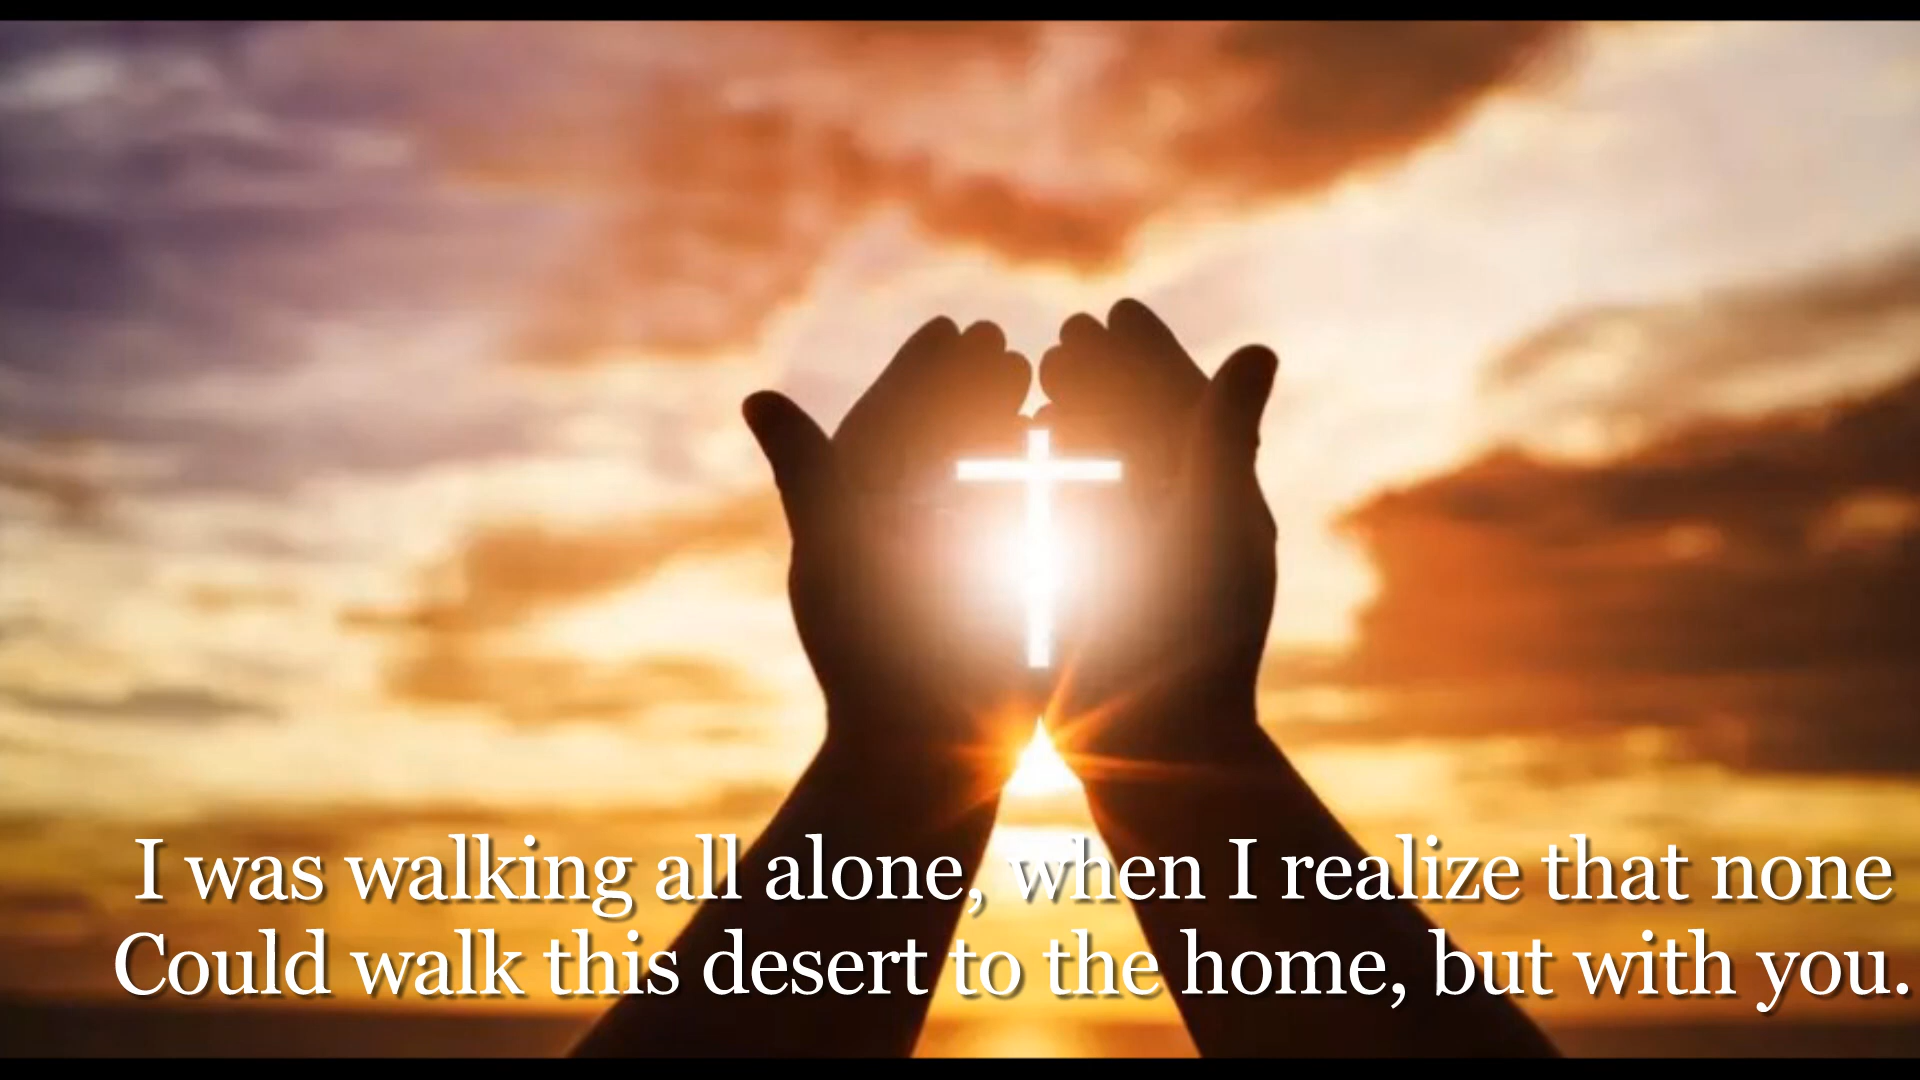 I was walking all alone, when I realize that none
Could walk this desert to the home, but with you.